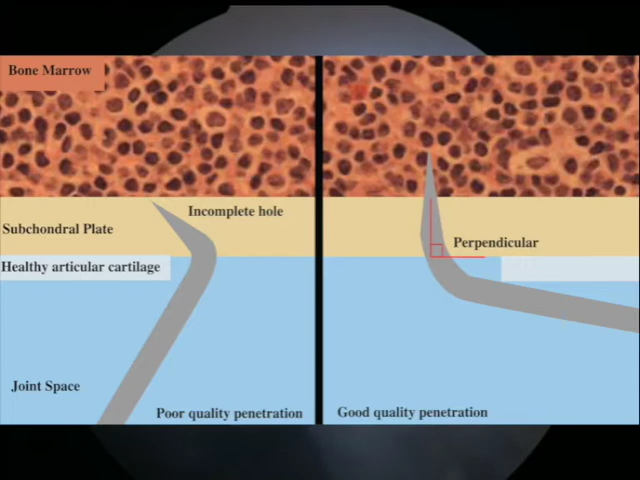 Bone Marrow
Incomplete hole
Subchondral Plate
Healthy articular cartilage
Joint Space
Poor quality penetration
Perpendicular
Good quality penetration